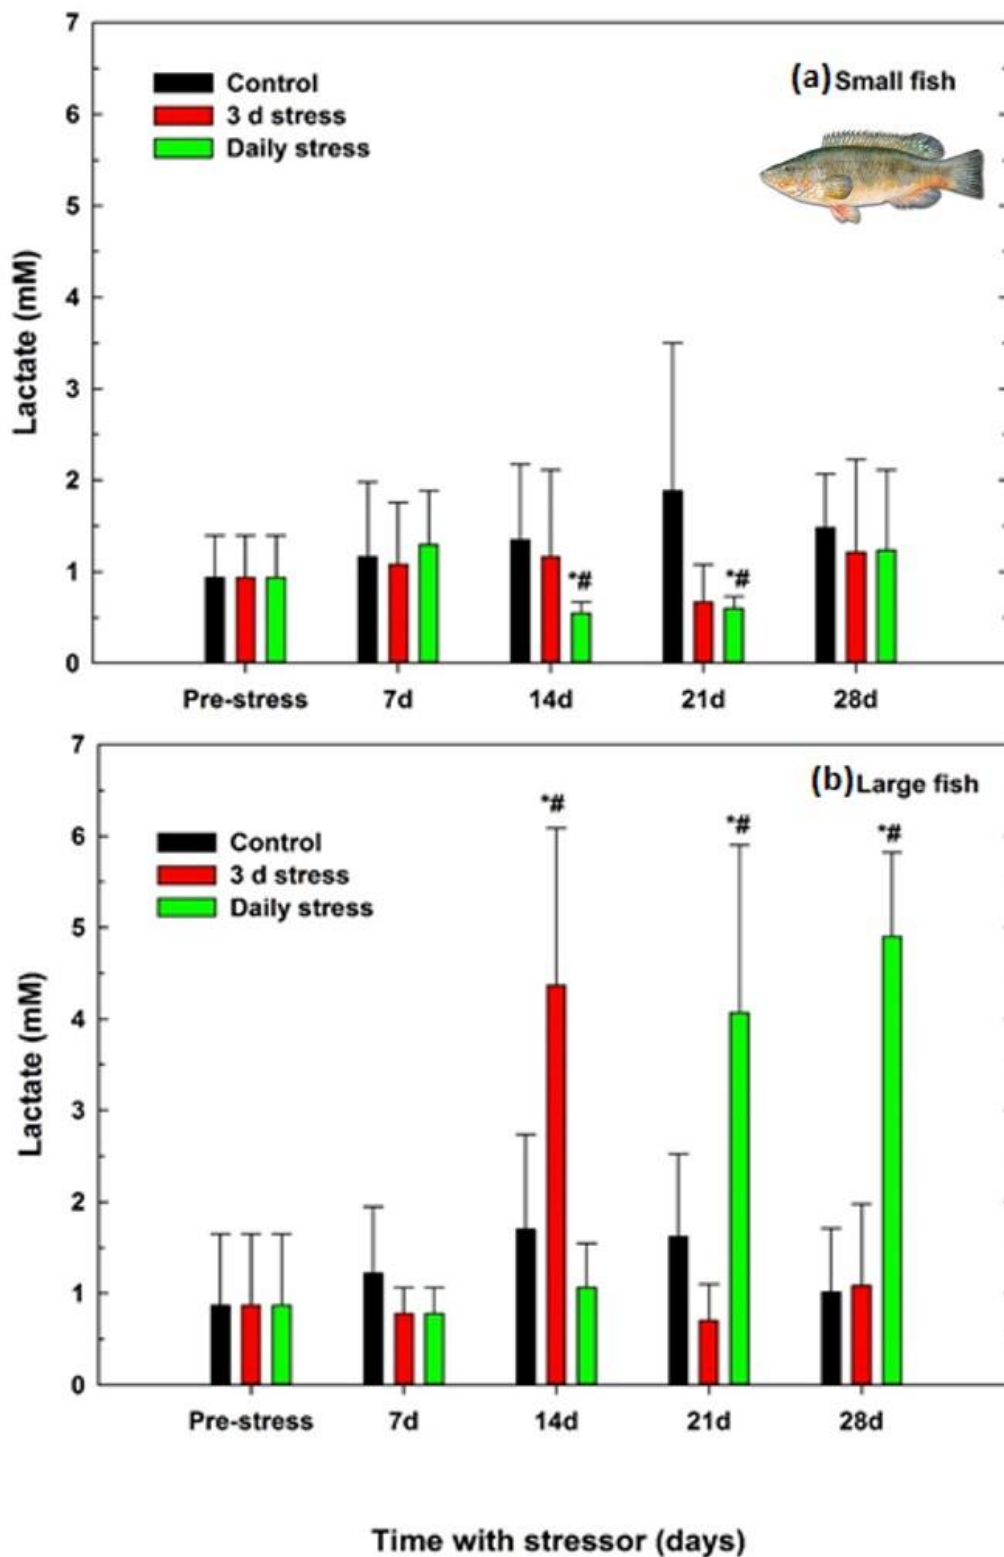 7
6
5
4
3
2
1
0
Lactate (mM)
Control
3 d stress
Daily stress
(a) Small fish
*#
*#
Pre-stress 7d 14d 21d 28d
7
6
5
4
3
2
1
0
Lactate (mM)
Control
3 d stress
Daily stress
(b) Large fish
*#
*#
*#
Pre-stress 7d 14d 21d 28d
Time with stressor (days)